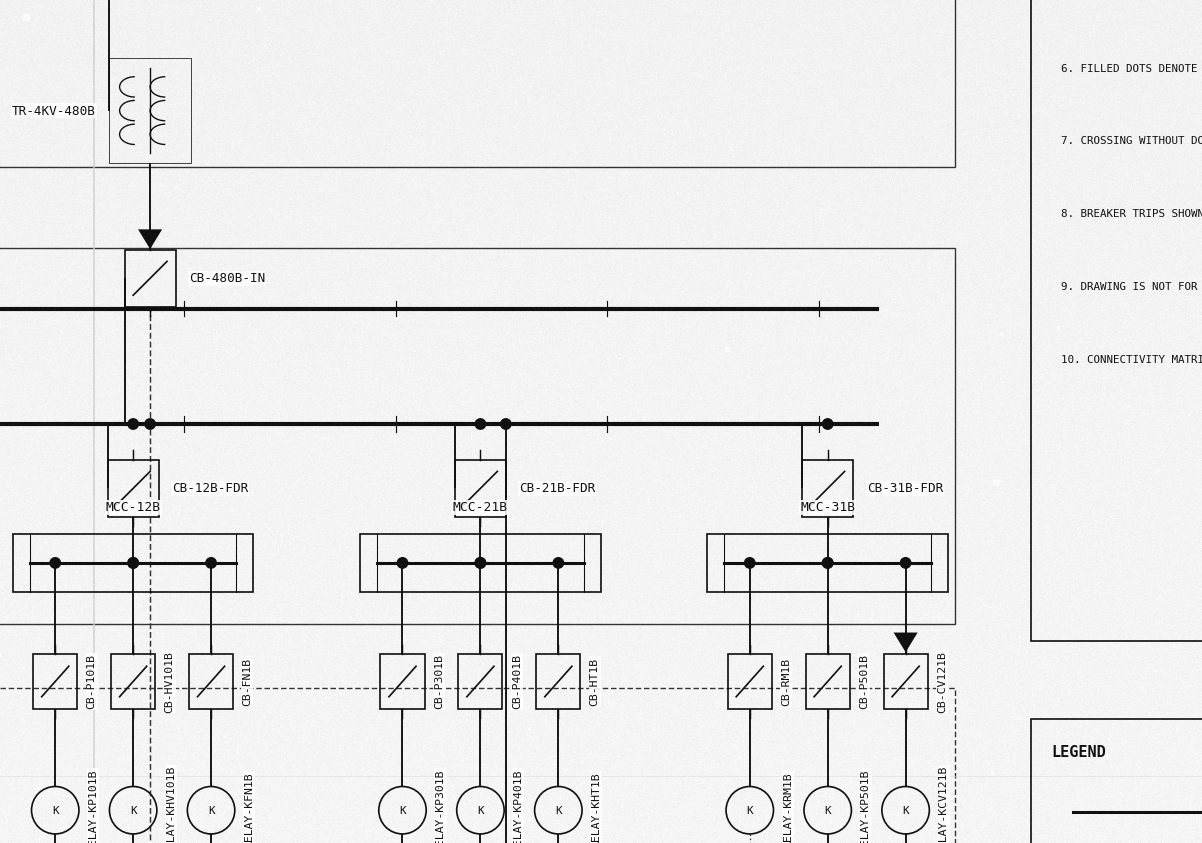 6. FILLED DOTS DENOTE
TR-4KV-480B
7. CROSSING WITHOUT DO
8. BREAKER TRIPS SHOWN
CB-480B-IN
9. DRAWING IS NOT FOR
10. CONNECTIVITY MATRI
CB-12B-FDR
CB-21B-FDR
CB-31B-FDR
MCC-12B
MCC-21B
MCC-31B
CB-P101B
CB-HV101B
CB-FN1B
CB-P301B
CB-P401B
CB-HT1B
CB-RM1B
CB-P501B
CB-CV121B
LEGEND
K
K
K
K
K
K
K
K
K
ELAY-KP101B
LAY-KHV101B
ELAY-KFN1B
ELAY-KP301B
ELAY-KP401B
ELAY-KHT1B
ELAY-KRM1B
ELAY-KP501B
LAY-KCV121B